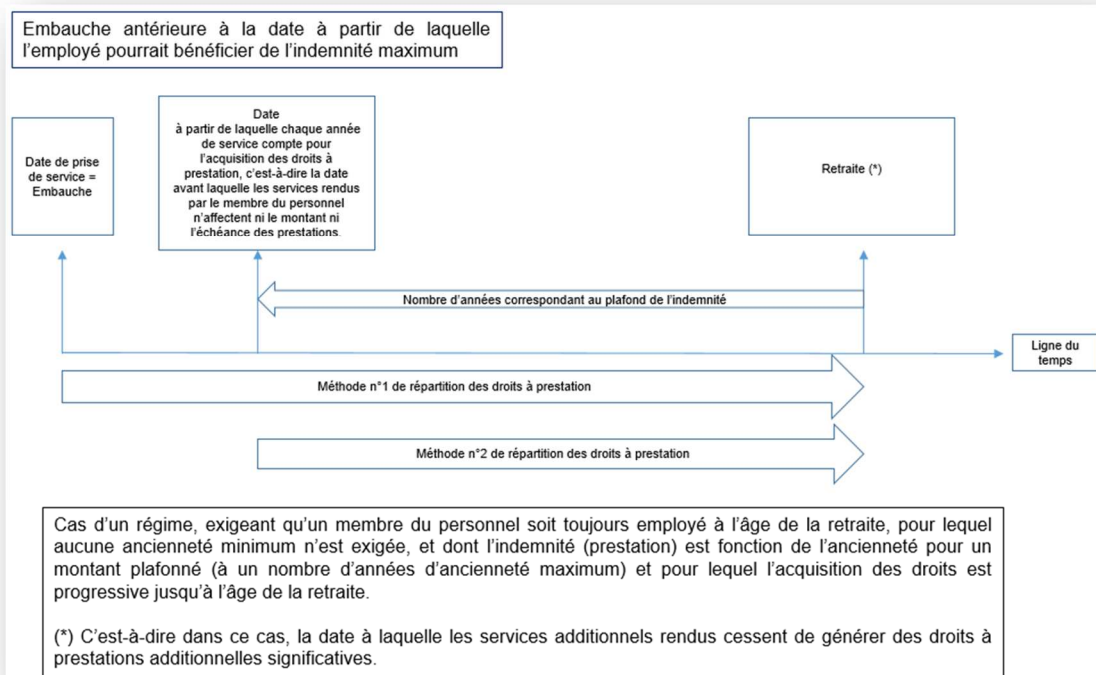 Embauche antérieure à la date à partir de laquelle
l'employé pourrait bénéficier de l'indemnité maximum
Date de prise
de service =
Embauche
Date
à partir de laquelle chaque année
de service compte pour
l'acquisition des droits à
prestation, c'est-à-dire la date
avant laquelle les services rendus
par le membre du personnel
n'affectent ni le montant ni
l'échéance des prestations.
Retraite (*)
Nombre d'années correspondant au plafond de l'indemnité
Ligne du
temps
Méthode n°1 de répartition des droits à prestation
Méthode n°2 de répartition des droits à prestation
Cas d'un régime, exigeant qu'un membre du personnel soit toujours employé à l'âge de la retraite, pour lequel
aucune ancienneté minimum n'est exigée, et dont l'indemnité (prestation) est fonction de l'ancienneté pour un
montant plafonné (à un nombre d'années d'ancienneté maximum) et pour lequel l'acquisition des droits est
progressive jusqu'à l'âge de la retraite.
(*) C'est-à-dire dans ce cas, la date à laquelle les services additionnels rendus cessent de générer des droits à
prestations additionnelles significatives.